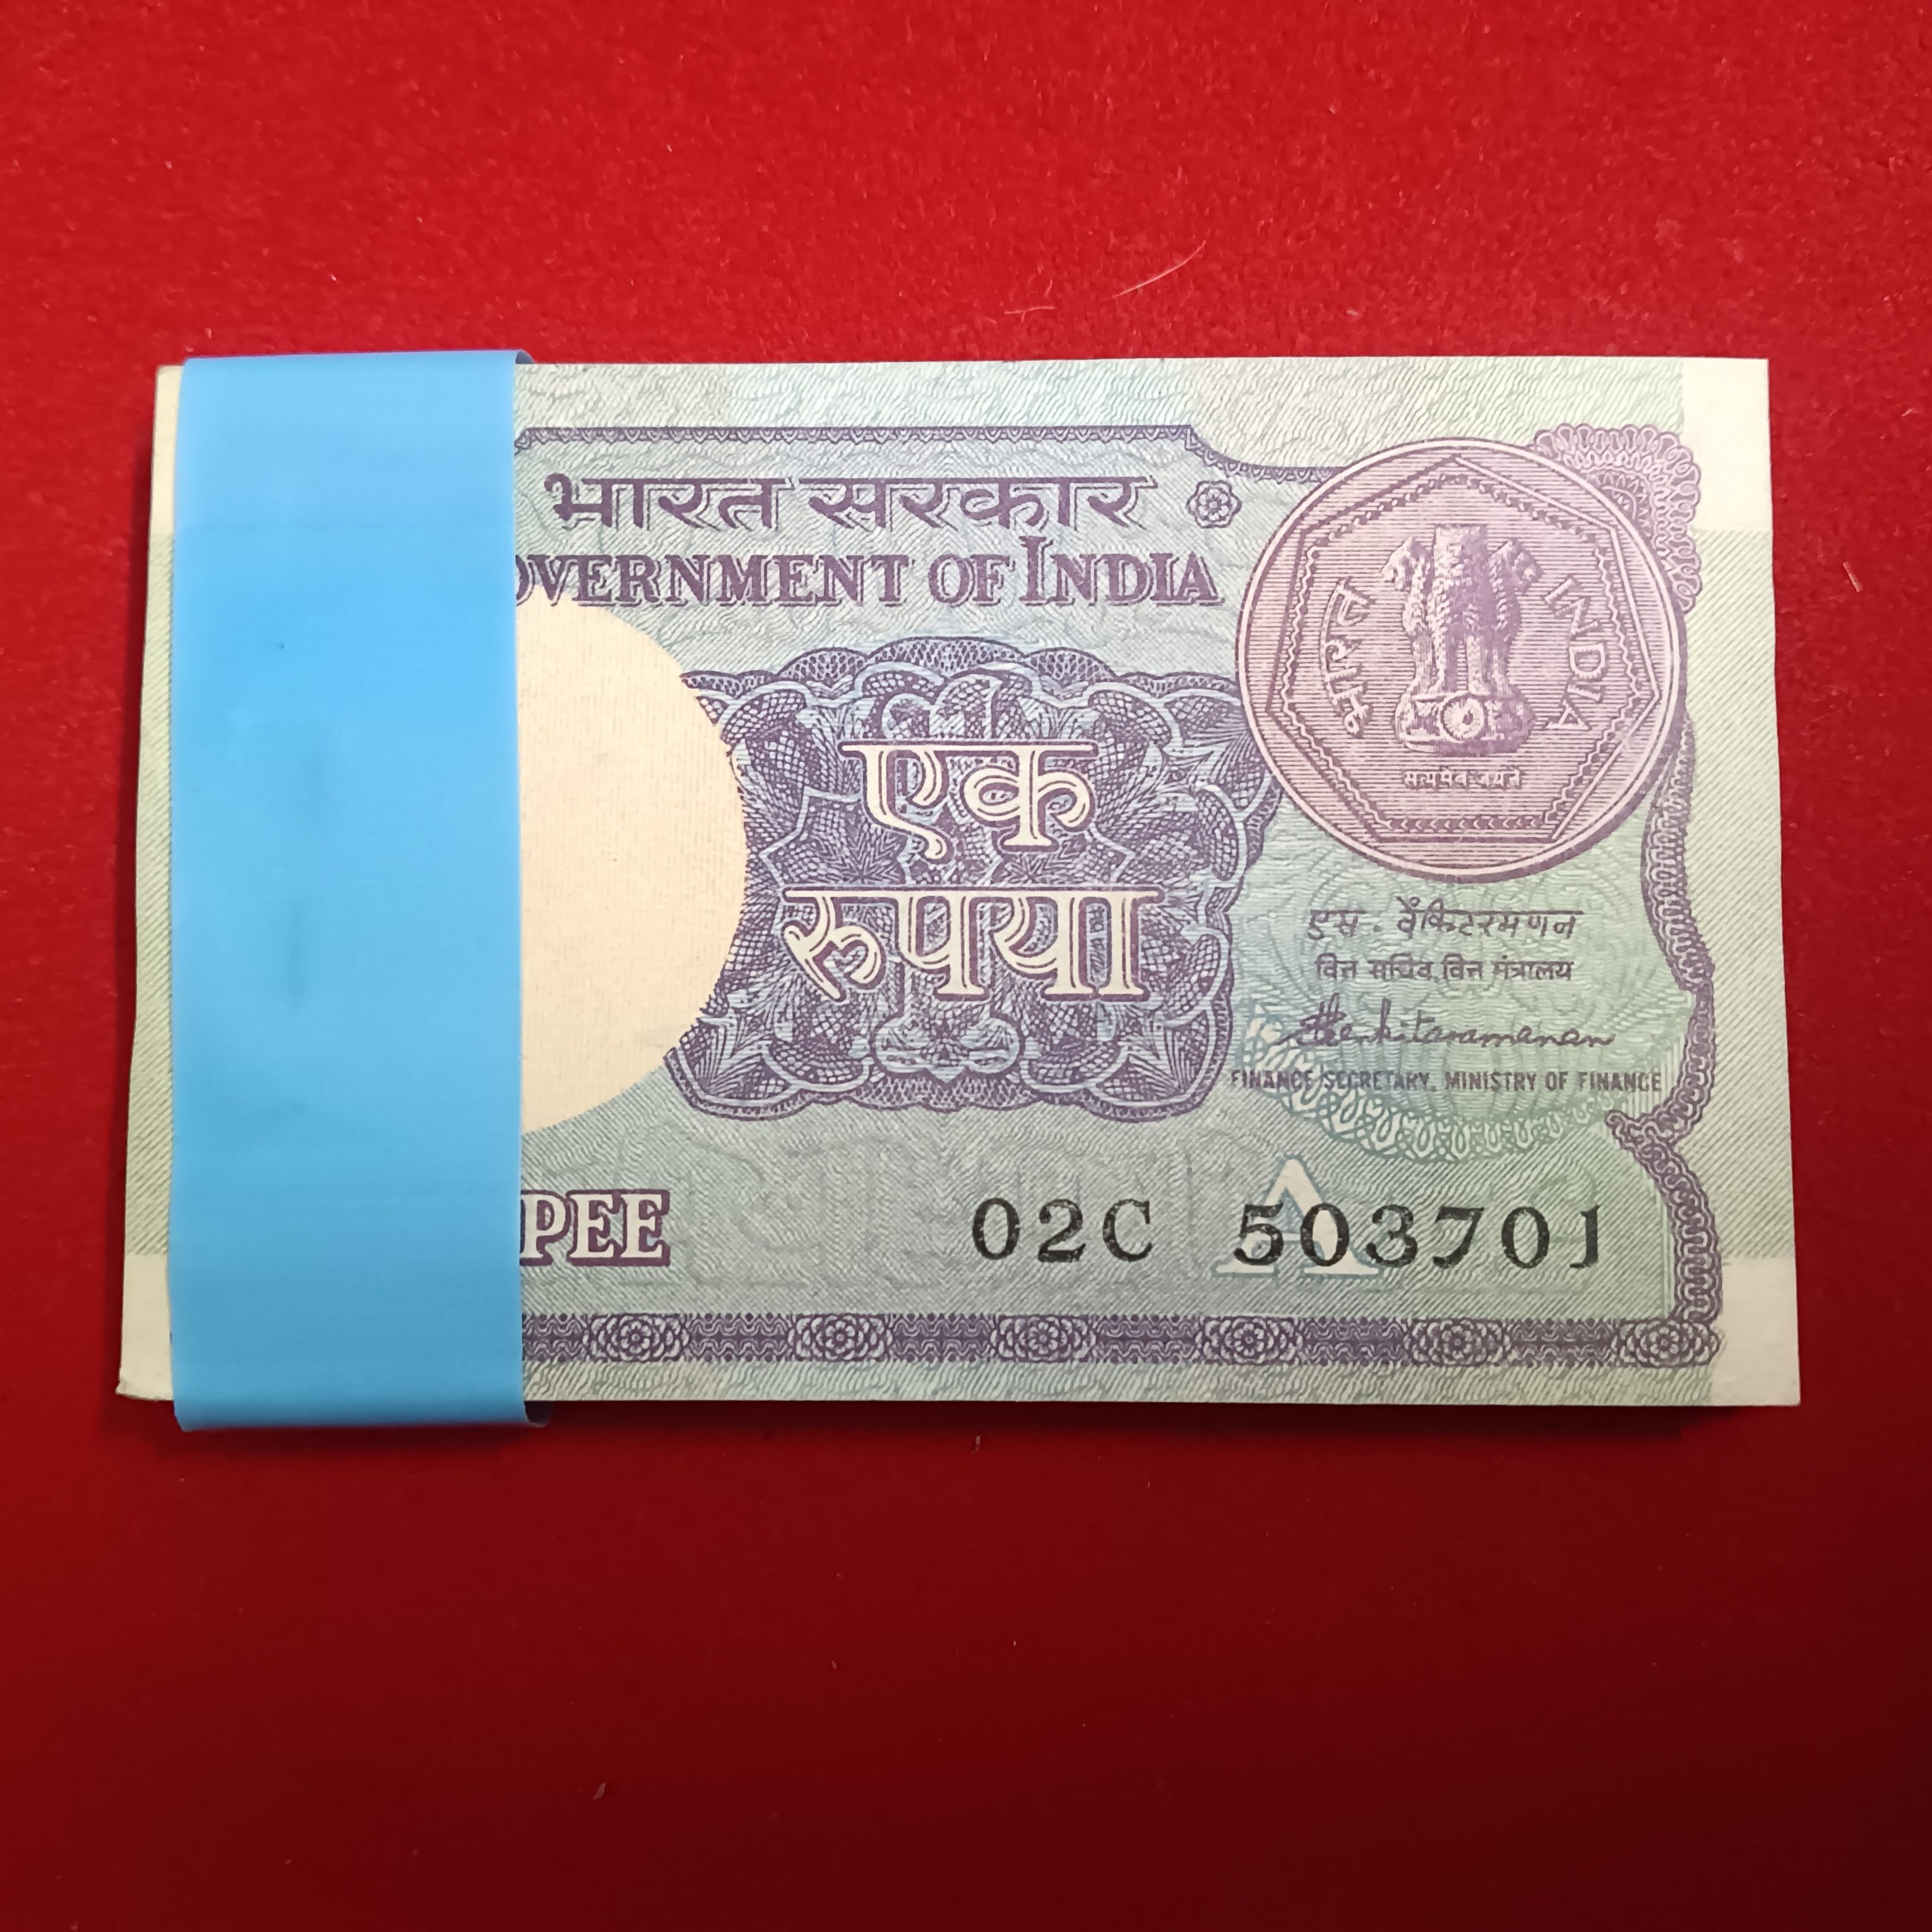 भारत सरकार
OVERNMENT OF INDIA
भारत INDIA
सत्यमेव जयते
एक
रुपया
एस. वेंकिटरमणन
वित्त सचिव, वित्त मंत्रालय
SVenkitaramanan
FINANCE SECRETARY, MINISTRY OF FINANCE
PEE
A
02C 503701